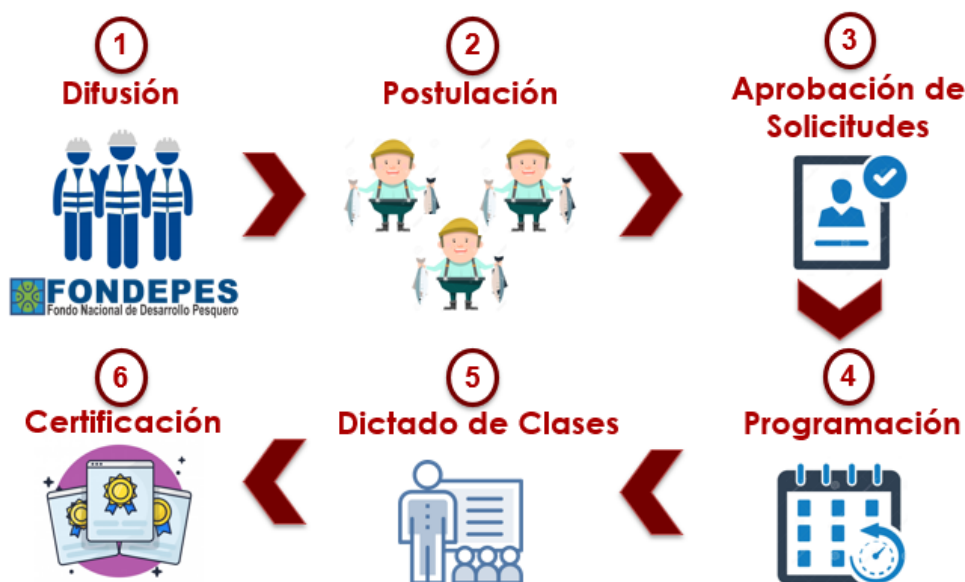 1
Difusión
FONDEPES
Fondo Nacional de Desarrollo Pesquero
2
Postulación
3
Aprobación de
Solicitudes
4
Programación
5
Dictado de Clases
6
Certificación